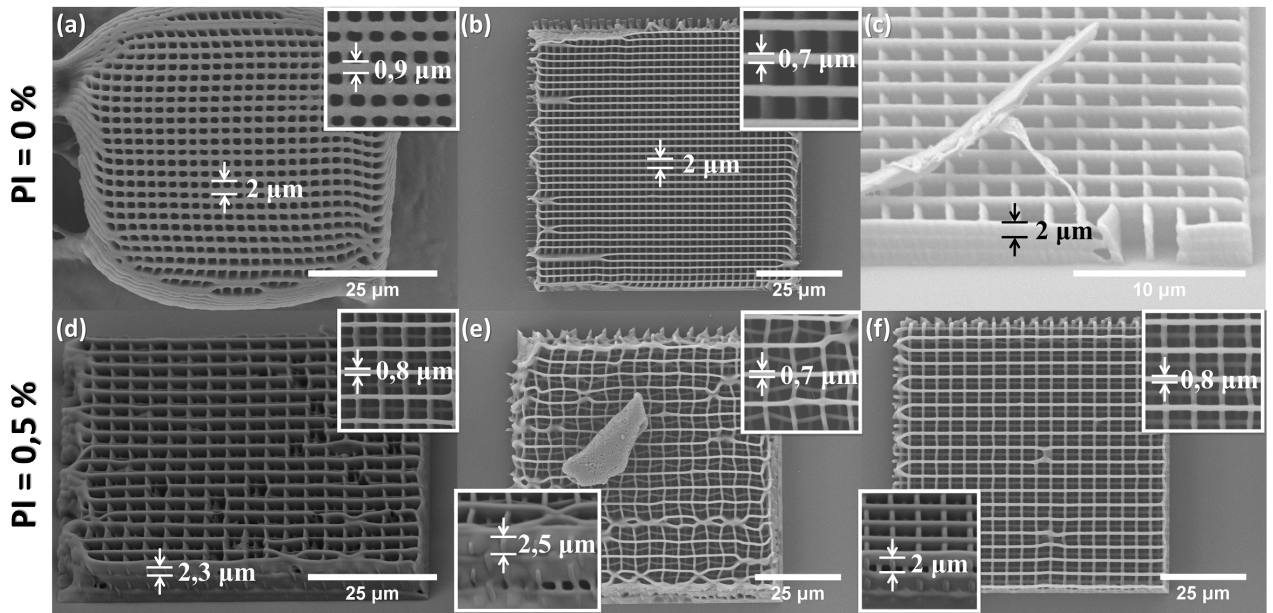 PI = 0 %
(a)
0,9 µm
2 µm
25 µm
(b)
0,7 µm
2 µm
25 µm
(c)
2 µm
10 µm
PI = 0,5 %
(d)
0,8 µm
2,3 µm
25 µm
(e)
0,7 µm
2,5 µm
25 µm
(f)
0,8 µm
2 µm
25 µm